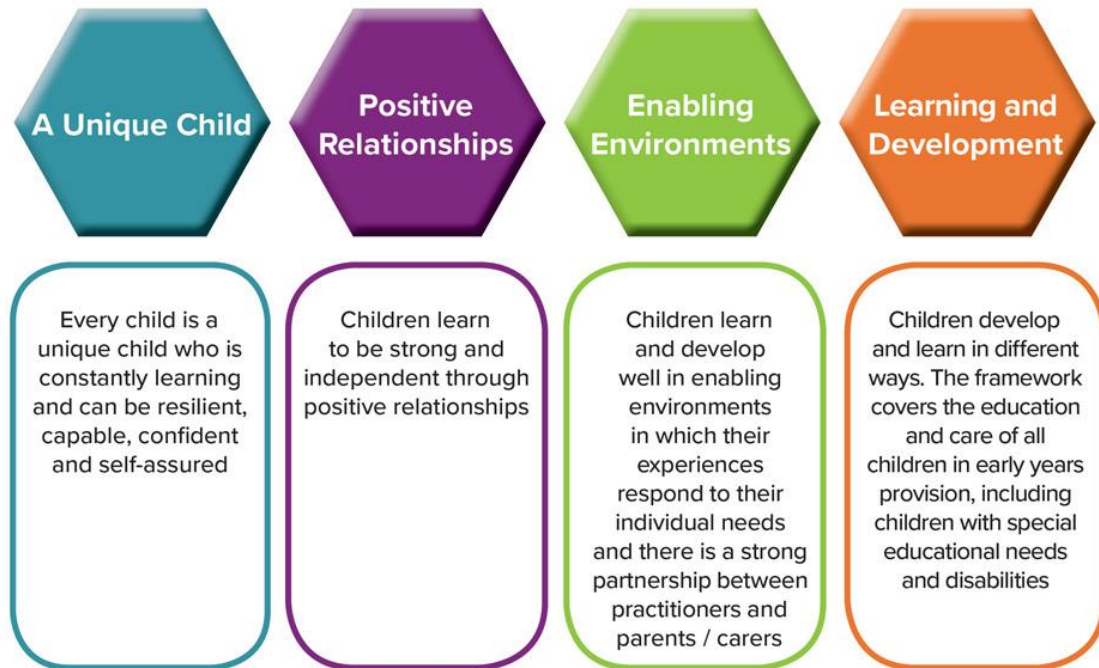 A Unique Child
Positive
Relationships
Enabling
Environments
Learning and
Development
Every child is a
unique child who is
constantly learning
and can be resilient,
capable, confident
and self-assured
Children learn
to be strong and
independent through
positive relationships
Children learn
and develop
well in enabling
environments
in which their
experiences
respond to their
individual needs
and there is a strong
partnership between
practitioners and
parents / carers
Children develop
and learn in different
ways. The framework
covers the education
and care of all
children in early years
provision, including
children with special
educational needs
and disabilities